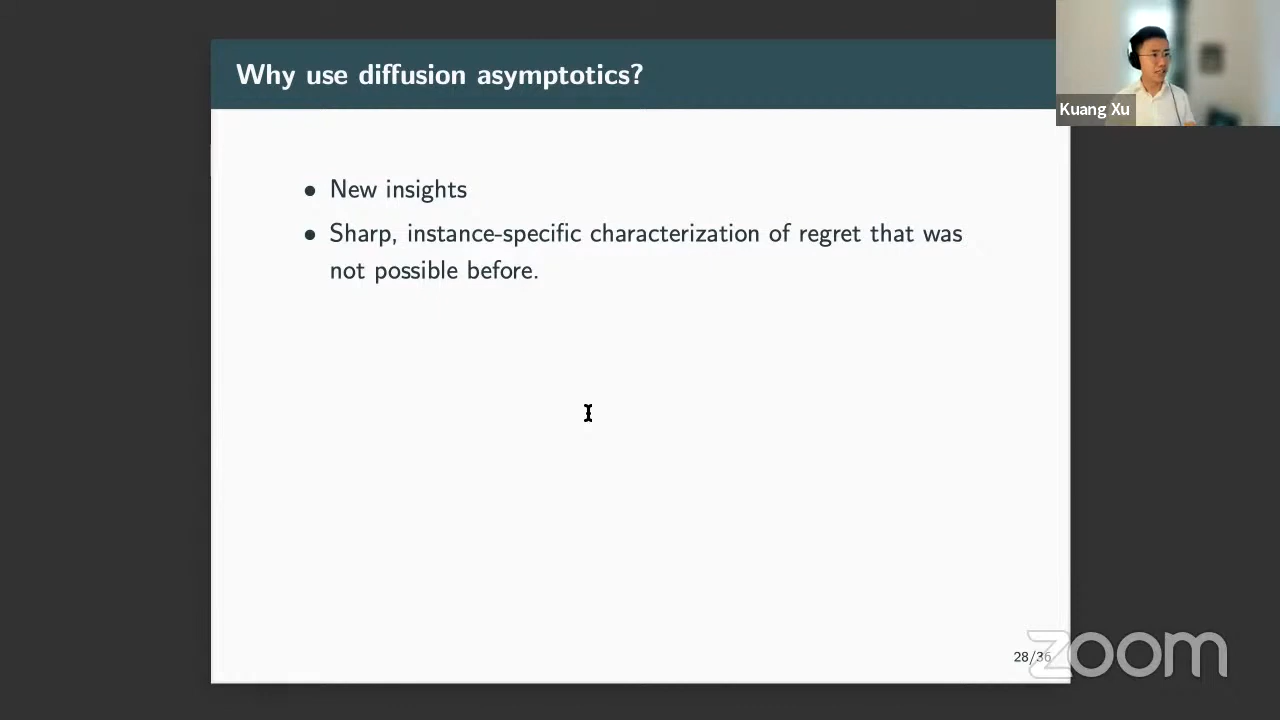 Why use diffusion asymptotics?
Kuang Xu
• New insights
• Sharp, instance-specific characterization of regret that was
not possible before.
28/36
zoom